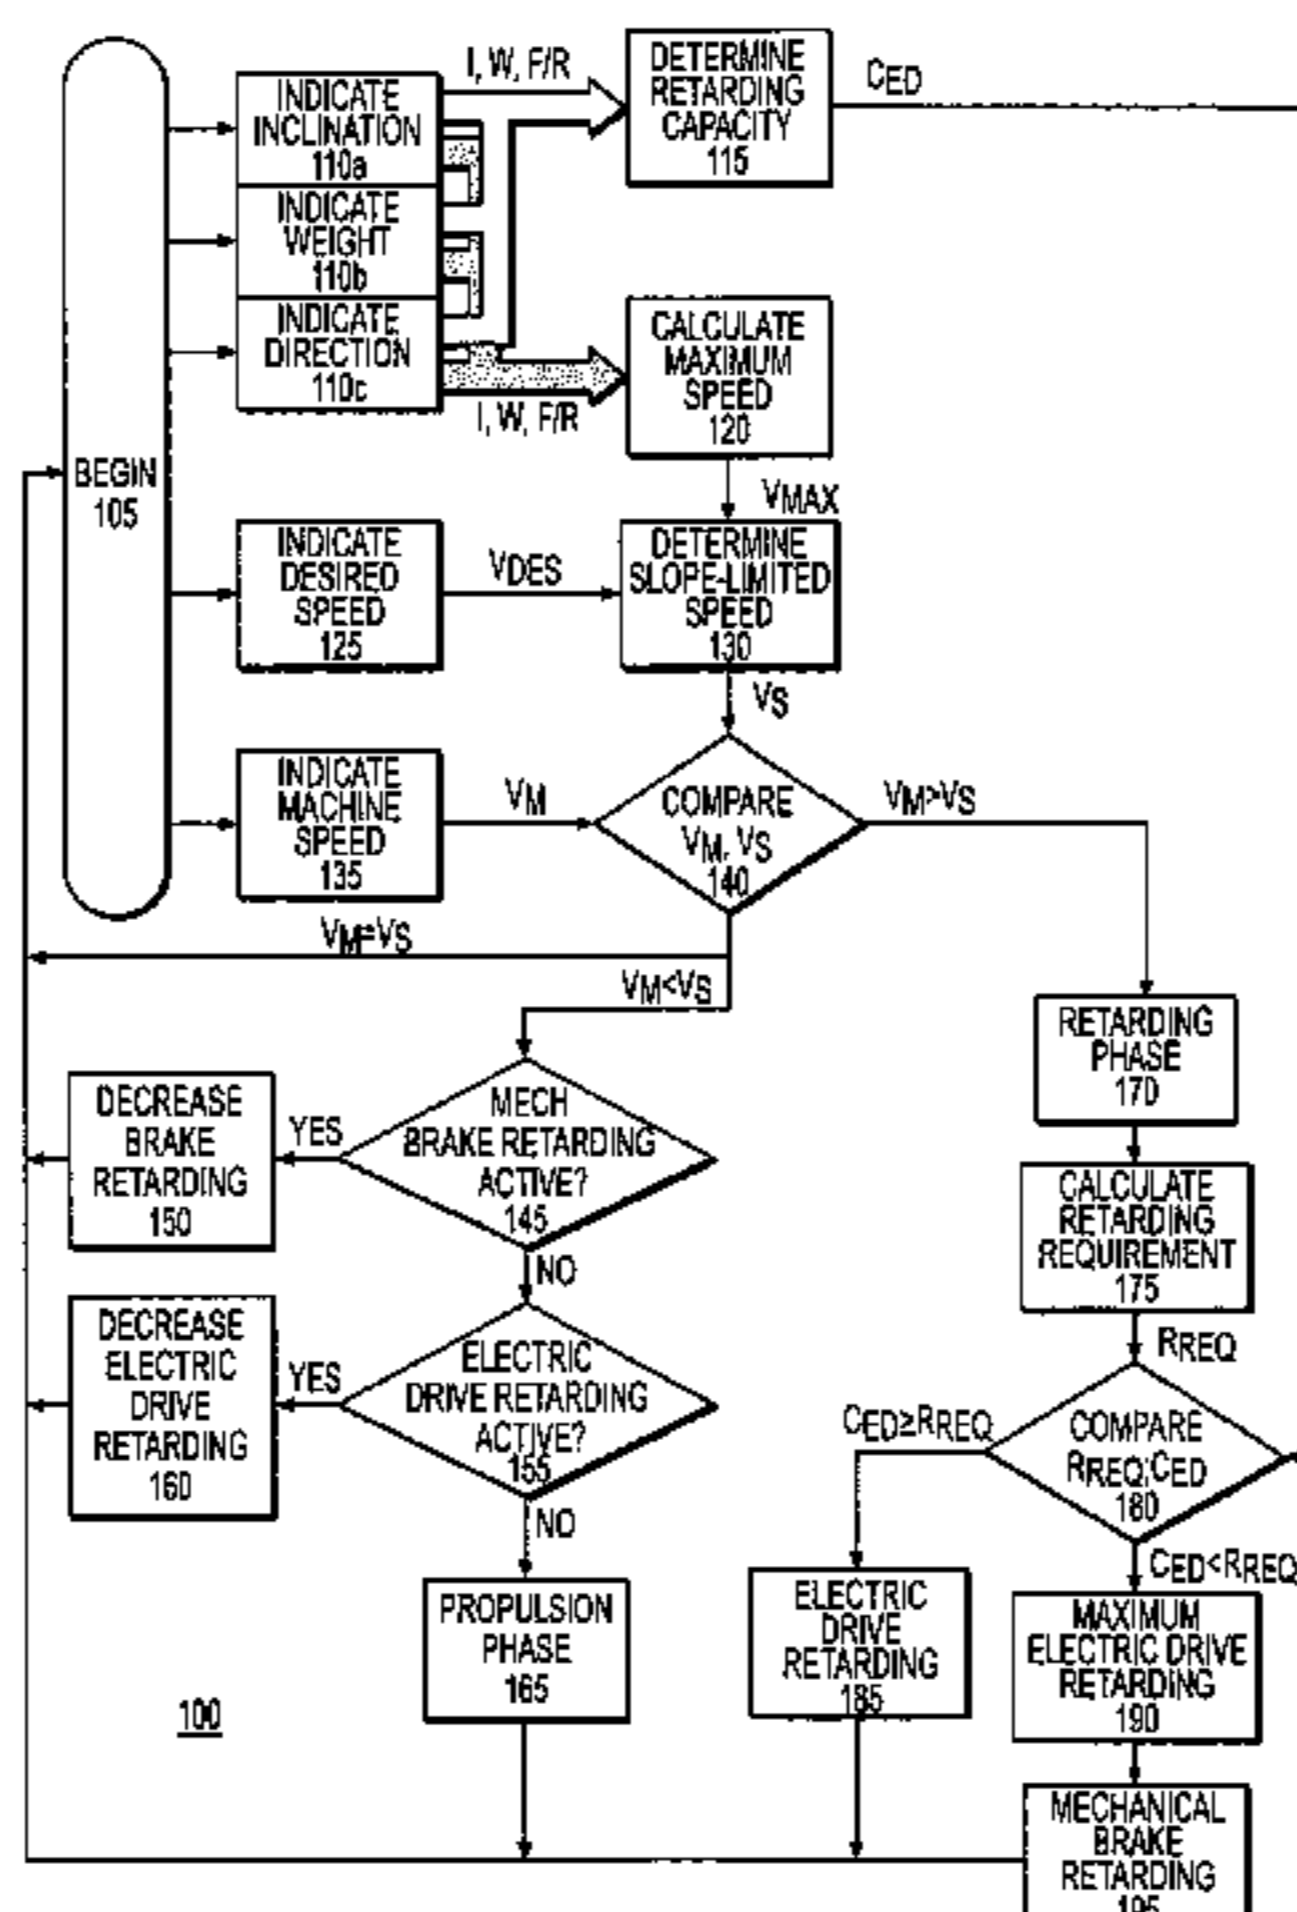 BEGIN
105
INDICATE
INCLINATION
110a
INDICATE
WEIGHT
110b
INDICATE
DIRECTION
110c
I, W, F/R
I, W, F/R
DETERMINE
RETARDING
CAPACITY
115
CED
CALCULATE
MAXIMUM
SPEED
120
VMAX
INDICATE
DESIRED
SPEED
125
VDES
DETERMINE
SLOPE-LIMITED
SPEED
130
VS
INDICATE
MACHINE
SPEED
135
VM
COMPARE
VM, VS
140
VM>VS
VM=VS
VM<VS
RETARDING
PHASE
170
DECREASE
BRAKE
RETARDING
150
YES
MECH
BRAKE RETARDING
ACTIVE?
145
NO
CALCULATE
RETARDING
REQUIREMENT
175
RREQ
DECREASE
ELECTRIC
DRIVE
RETARDING
160
YES
ELECTRIC
DRIVE RETARDING
ACTIVE?
155
NO
CED≥RREQ
COMPARE
RREQ:CED
180
CED<RREQ
PROPULSION
PHASE
165
ELECTRIC
DRIVE
RETARDING
185
MAXIMUM
ELECTRIC DRIVE
RETARDING
190
MECHANICAL
BRAKE
RETARDING
195
100